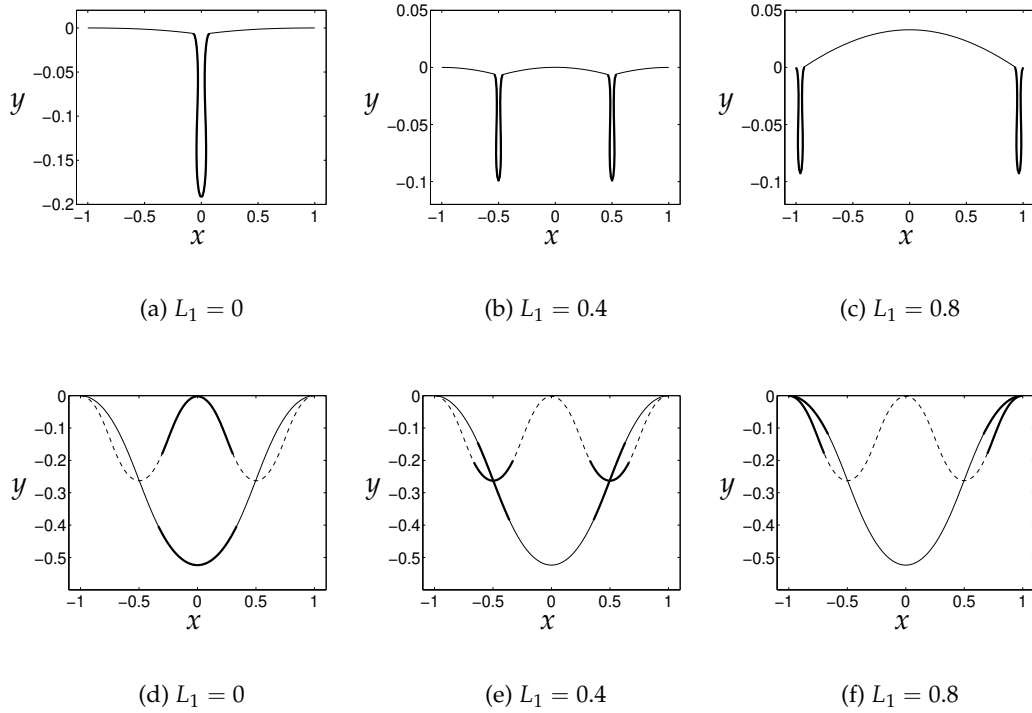 0
−0.05
−0.1
−0.15
−0.2
y
−1 −0.5 0 0.5 1
x
(a) L₁ = 0
0.05
0
−0.05
−0.1
y
−1 −0.5 0 0.5 1
x
(b) L₁ = 0.4
0.05
0
−0.05
−0.1
y
−1 −0.5 0 0.5 1
x
(c) L₁ = 0.8
0
−0.1
−0.2
−0.3
−0.4
−0.5
y
−1 −0.5 0 0.5 1
x
(d) L₁ = 0
0
−0.1
−0.2
−0.3
−0.4
−0.5
y
−1 −0.5 0 0.5 1
x
(e) L₁ = 0.4
0
−0.1
−0.2
−0.3
−0.4
−0.5
y
−1 −0.5 0 0.5 1
x
(f) L₁ = 0.8